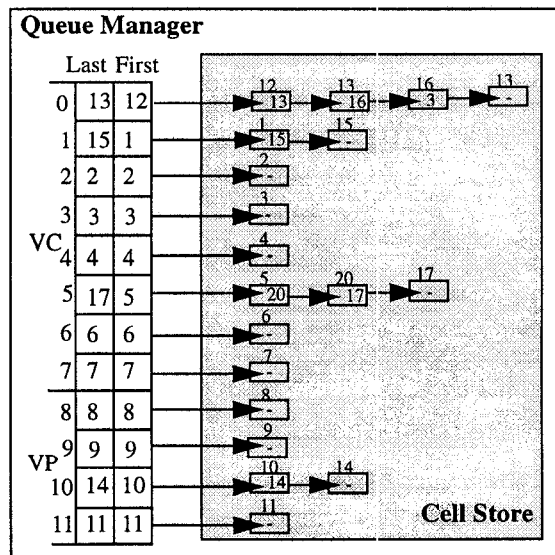 Queue Manager
Last First
12 13 16 13
0 13 12 13 16 3 -
1 15
1 15 1 15 -
2
2 2 2 -
3
3 3 3 -
VC
4
4 4 4 -
5 20 17
5 17 5 20 17 -
6
6 6 6 -
7
7 7 7 -
8
8 8 8 -
9
9 9 9 -
VP
10 14
10 14 10 14 -
11
11 11 11 -
Cell Store